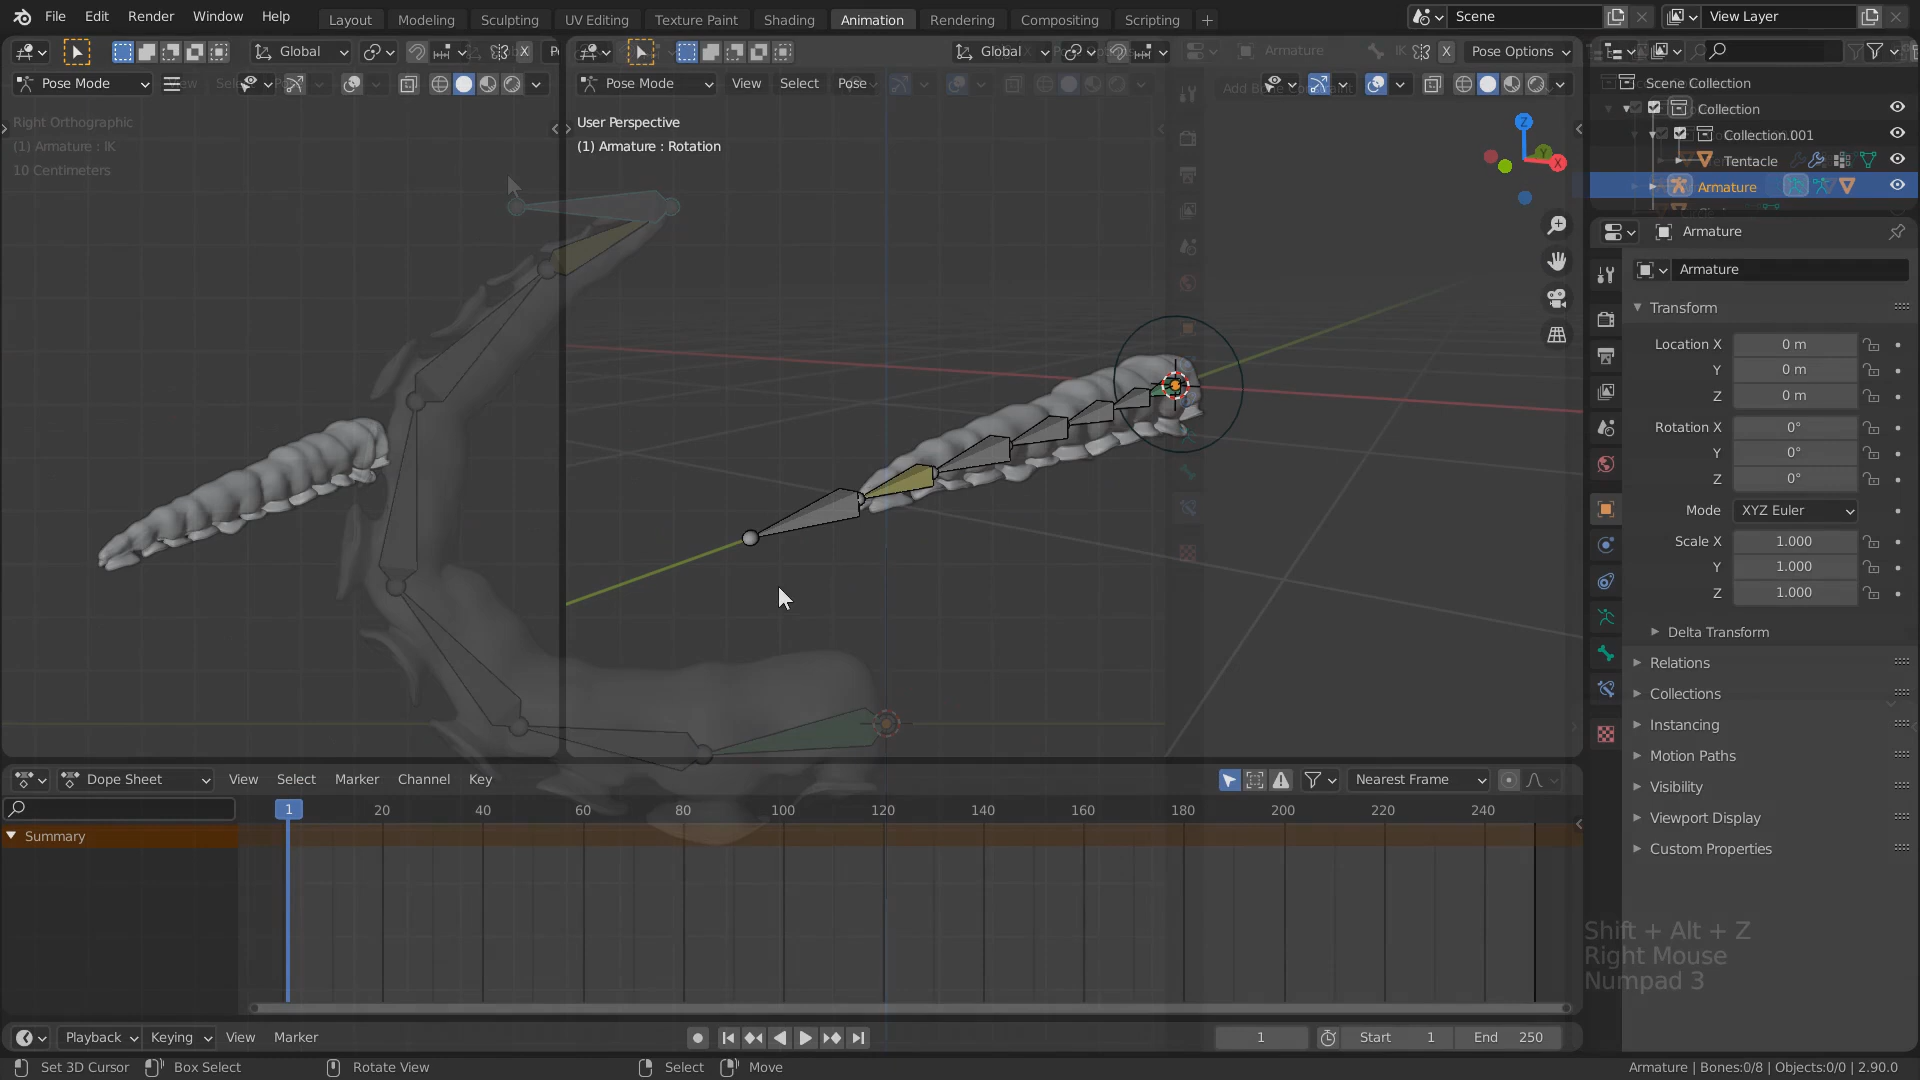 File Edit Render Window Help
Layout Modeling Sculpting UV Editing Texture Paint Shading Animation Rendering Compositing Scripting +
Scene
View Layer
Global
X
Global
X
Pose Options
Pose Mode
Pose Mode
View Select Pose
Add Bone Constraint
Armature
IK
Right Orthographic
(1) Armature : IK
10 Centimeters
User Perspective
(1) Armature : Rotation
Z
Y
X
Scene Collection
Collection
Collection.001
Tentacle
Armature
Armature
Armature
Transform
Location X 0 m
Y 0 m
Z 0 m
Rotation X 0°
Y 0°
Z 0°
Mode XYZ Euler
Scale X 1.000
Y 1.000
Z 1.000
Delta Transform
Relations
Collections
Instancing
Motion Paths
Visibility
Viewport Display
Custom Properties
Dope Sheet View Select Marker Channel Key
Nearest Frame
1 20 40 60 80 100 120 140 160 180 200 220 240
Summary
Shift + Alt + Z
Right Mouse
Numpad 3
Playback Keying View Marker
1 Start 1 End 250
Set 3D Cursor Box Select Rotate View Select Move
Armature | Bones:0/8 | Objects:0/0 | 2.90.0